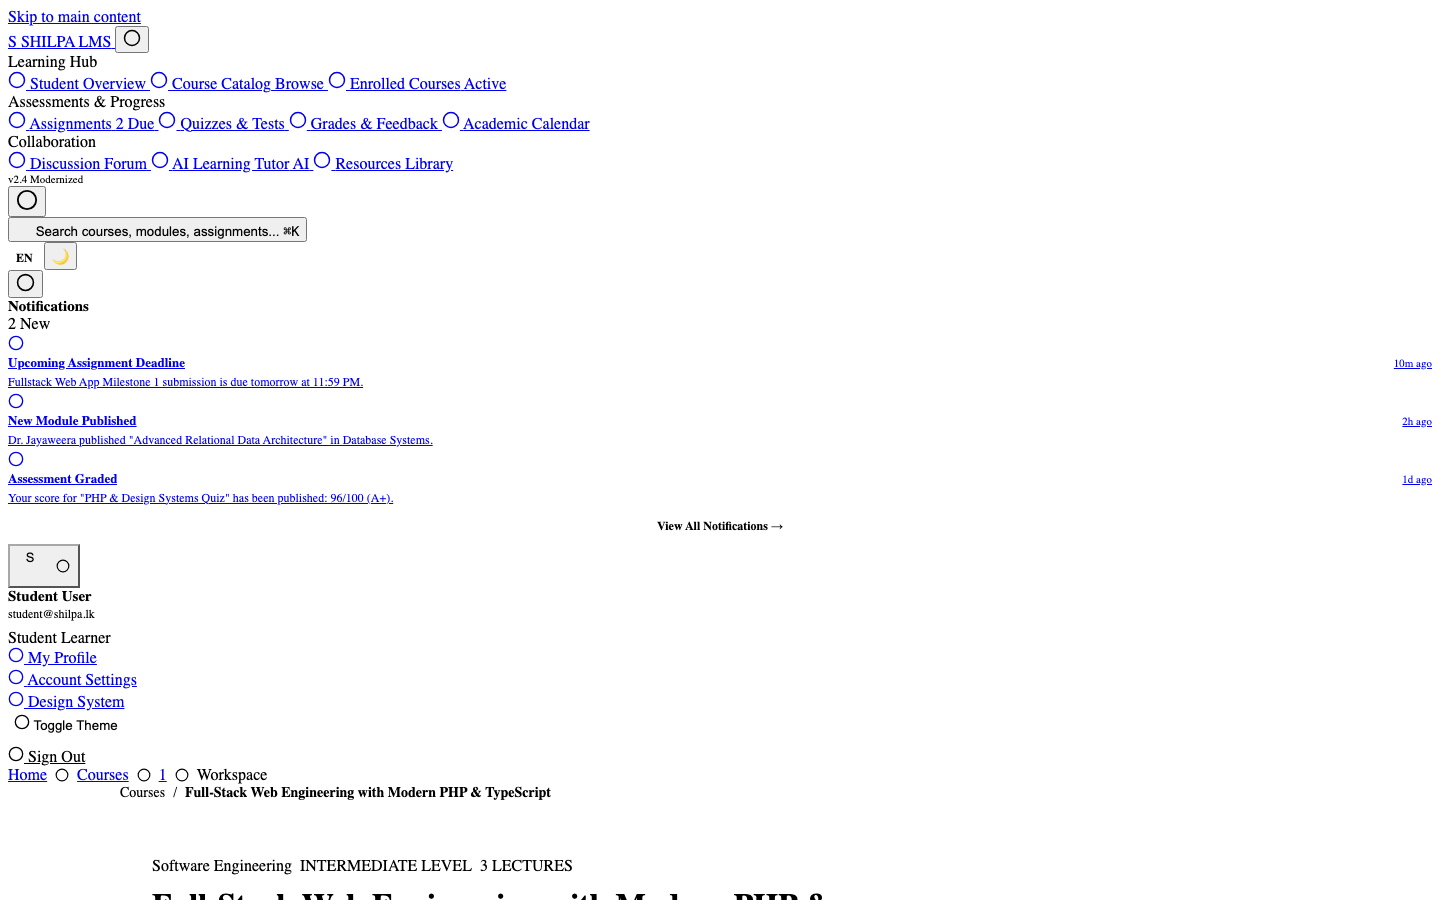 Skip to main content
S SHILPA LMS
Learning Hub
Student Overview Course Catalog Browse Enrolled Courses Active
Assessments & Progress
Assignments 2 Due Quizzes & Tests Grades & Feedback Academic Calendar
Collaboration
Discussion Forum AI Learning Tutor AI Resources Library
v2.4 Modernized
Search courses, modules, assignments... ⌘K
EN 🌙
Notifications
2 New
Upcoming Assignment Deadline 10m ago
Fullstack Web App Milestone 1 submission is due tomorrow at 11:59 PM.
New Module Published 2h ago
Dr. Jayaweera published "Advanced Relational Data Architecture" in Database Systems.
Assessment Graded 1d ago
Your score for "PHP & Design Systems Quiz" has been published: 96/100 (A+).
View All Notifications →
S
Student User
student@shilpa.lk
Student Learner
My Profile
Account Settings
Design System
Toggle Theme
Sign Out
Home Courses 1 Workspace
Courses / Full-Stack Web Engineering with Modern PHP & TypeScript
Software Engineering INTERMEDIATE LEVEL 3 LECTURES
Full-Stack Web Engineering with Modern PHP &